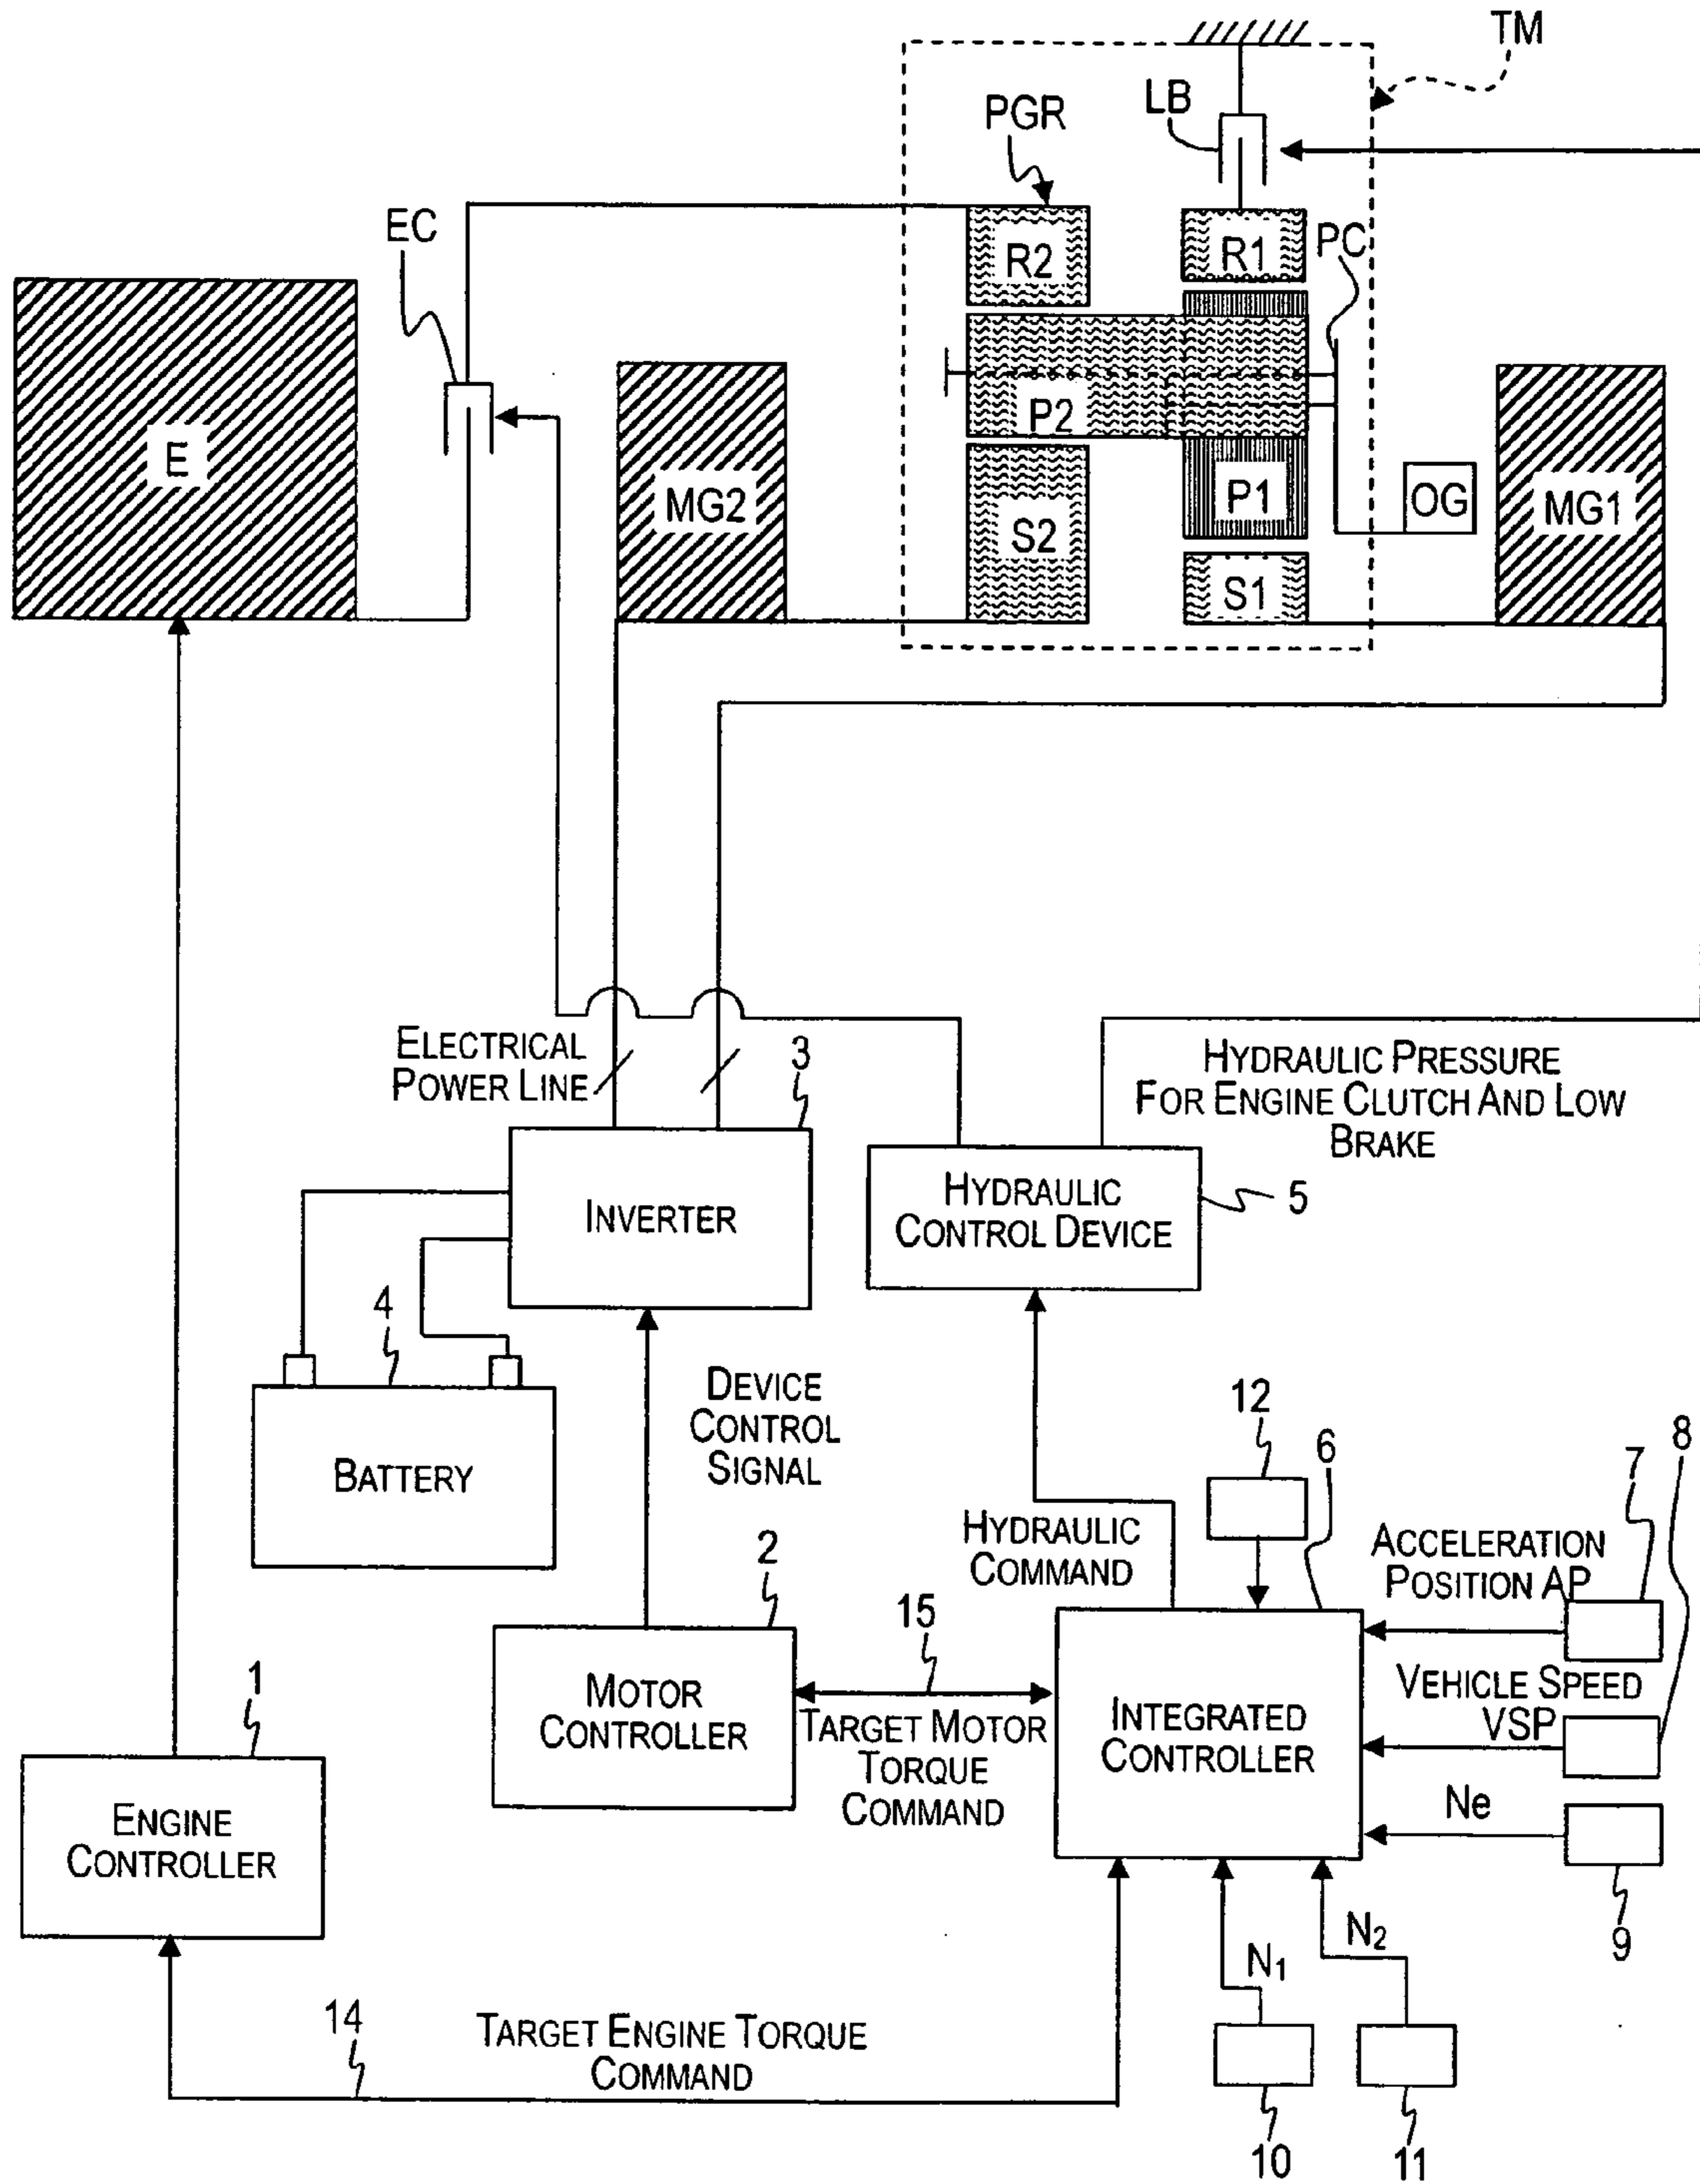 TM
LB
PGR
EC
R2
R1
PC
E
MG2
P2
P1
OG
MG1
S2
S1
ELECTRICAL
POWER LINE
3
HYDRAULIC PRESSURE
FOR ENGINE CLUTCH AND LOW
BRAKE
INVERTER
HYDRAULIC
CONTROL DEVICE
5
4
BATTERY
DEVICE
CONTROL
SIGNAL
12
6
7
8
HYDRAULIC
COMMAND
ACCELERATION
POSITION AP
2
15
1
MOTOR
CONTROLLER
TARGET MOTOR
TORQUE
COMMAND
INTEGRATED
CONTROLLER
VEHICLE SPEED
VSP
Ne
ENGINE
CONTROLLER
9
N1
N2
14
TARGET ENGINE TORQUE
COMMAND
10
11